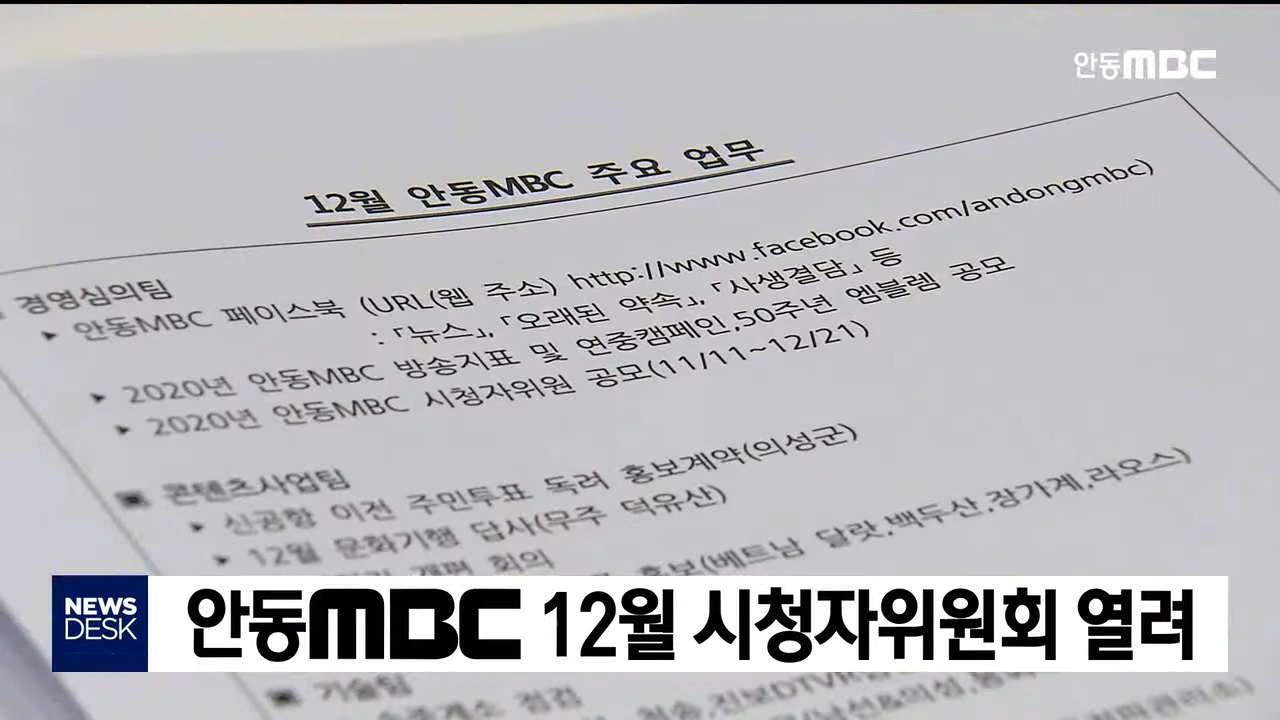 안동MBC
12월 안동MBC 주요 업무
경영심의팀
▸ 안동MBC 페이스북 (URL(웹 주소) http://www.facebook.com/andongmbc)
: 「뉴스」, 「오래된 약속」, 「사생결담」 등
▸ 2020년 안동MBC 방송지표 및 연중캠페인,50주년 엠블렘 공모
▸ 2020년 안동MBC 시청자위원 공모(11/11~12/21)
▣ 콘텐츠사업팀
▸ 신공항 이전 주민투표 독려 홍보계약(의성군)
▸ 12월 문화기행 답사(무주 덕유산)
개편 회의
홍보(베트남 달랏,백두산,장가계,라오스)
NEWS DESK
안동MBC 12월 시청자위원회 열려
▣ 기술팀
점검